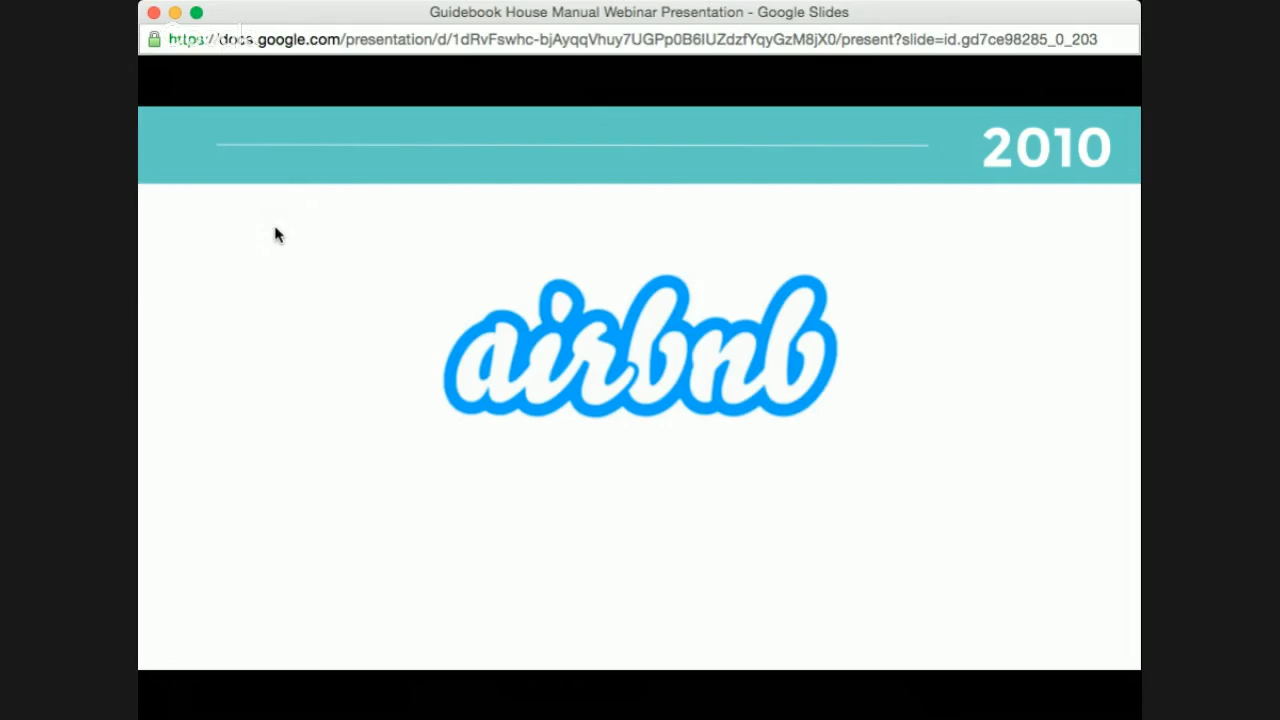 Guidebook House Manual Webinar Presentation - Google Slides
https://docs.google.com/presentation/d/1dRvFswhc-bjAyqqVhuy7UGPp0B6IUZdzfYqyGzM8jX0/present?slide=id.gd7ce98285_0_203
2010
airbnb